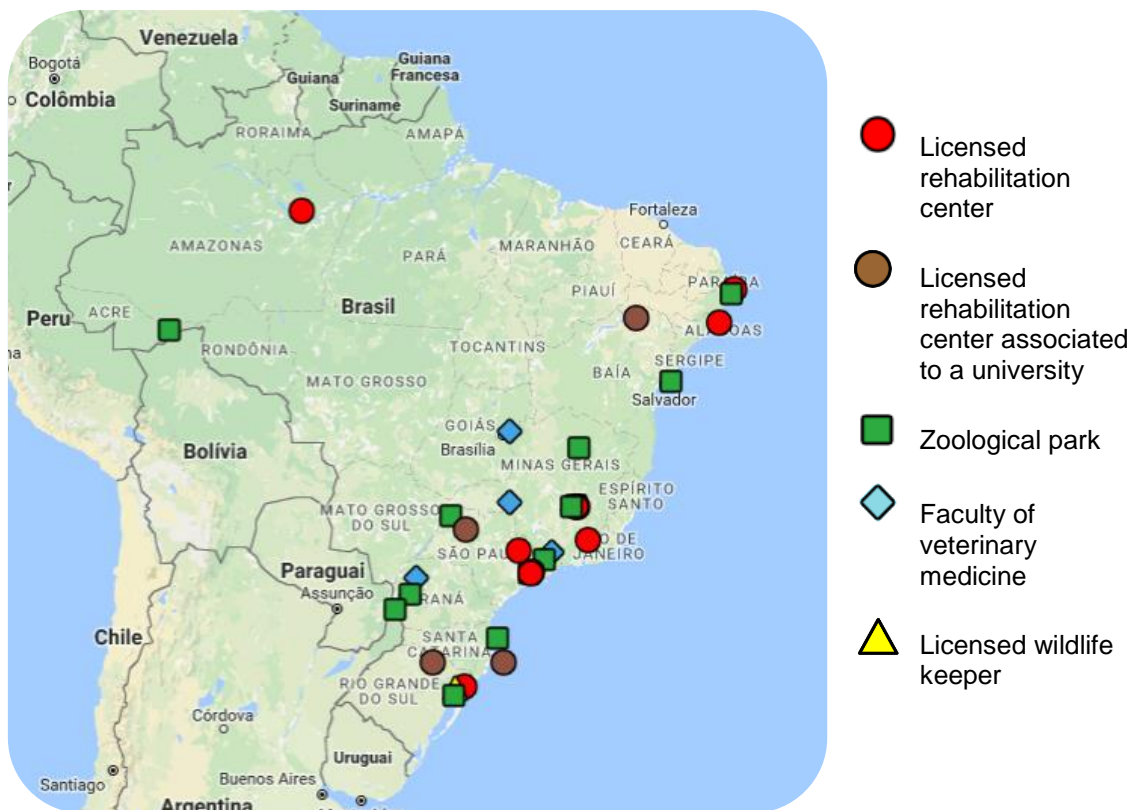 Venezuela
Bogotá
Colômbia
Guiana
Guiana
Francesa
Suriname
RORAIMA
AMAPÁ
Fortaleza
AMAZONAS
PARÁ
MARANHÃO
CEARÁ
PIAUÍ
Peru
ACRE
Brasil
RONDÔNIA
TOCANTINS
SERGIPE
MATO GROSSO
BAÍA
Salvador
GOIÁS
Brasília
Bolívia
MINAS GERAIS
ESPÍRITO
SANTO
MATO GROSSO
DO SUL
JANEIRO
Paraguai
Assunção
Chile
SANTA
CATARINA
RIO GRANDE
DO SUL
Córdova
Uruguai
Santiago
Buenos Aires
Argentina
Licensed
rehabilitation
center
Licensed
rehabilitation
center associated
to a university
Zoological park
Faculty of
veterinary
medicine
Licensed wildlife
keeper